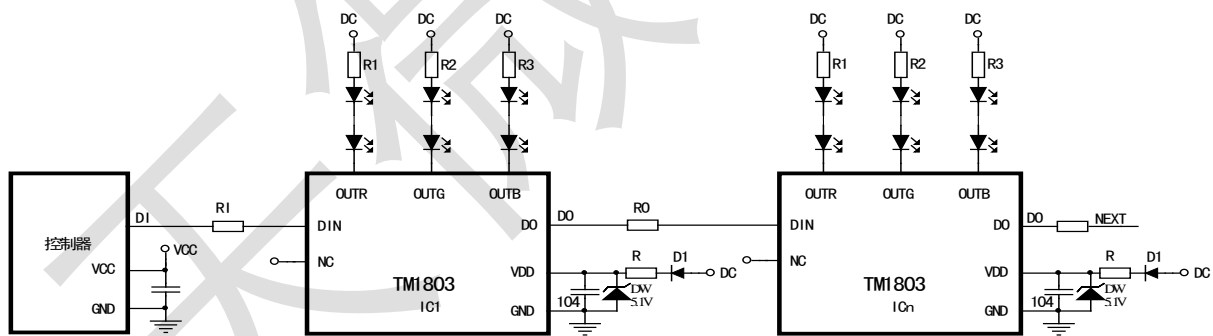 DC DC DC DC DC DC
R1 R2 R3 R1 R2 R3
OUTR OUTG OUTB OUTR OUTG OUTB
DI RI DIN DO DO RO DIN DO DO NEXT
控制器 VCC NC NC
VCC VDD R D1 DC VDD R D1 DC
TM1803 TM1803
GND IC1 GND 104 DW ICn GND 104 DW
5.1V 5.1V